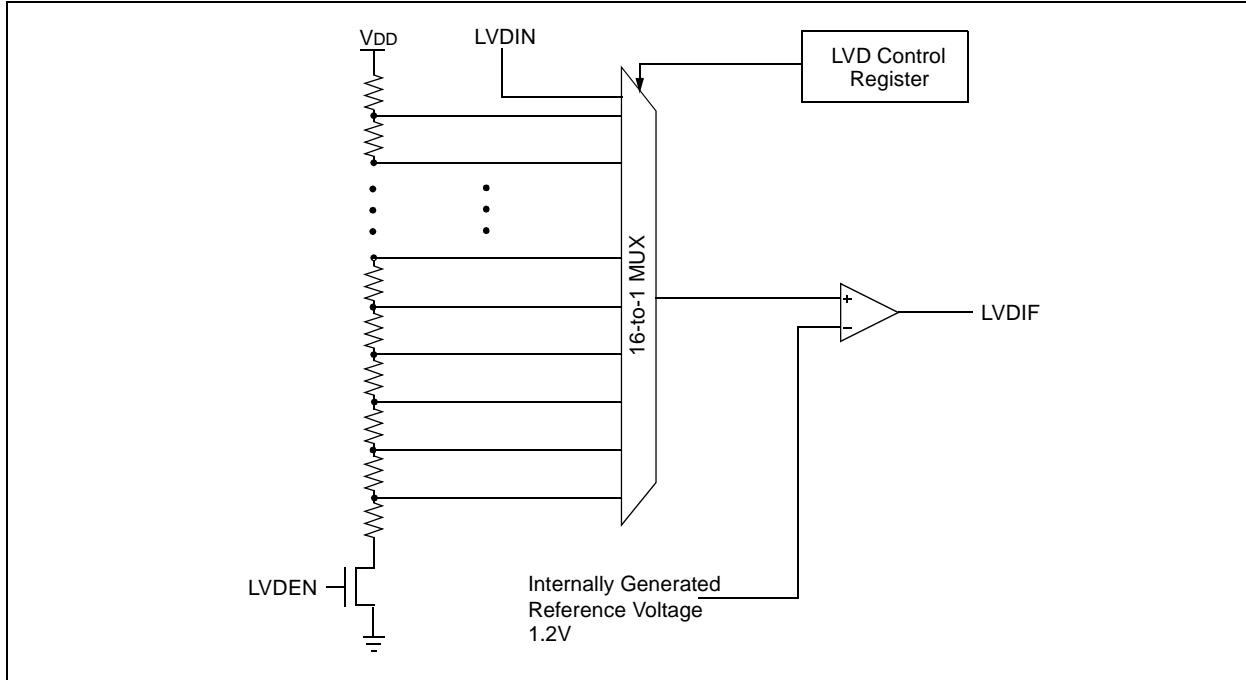 VDD
LVDIN
LVD Control
Register
16-to-1 MUX
+
−
LVDIF
LVDEN
Internally Generated
Reference Voltage
1.2V